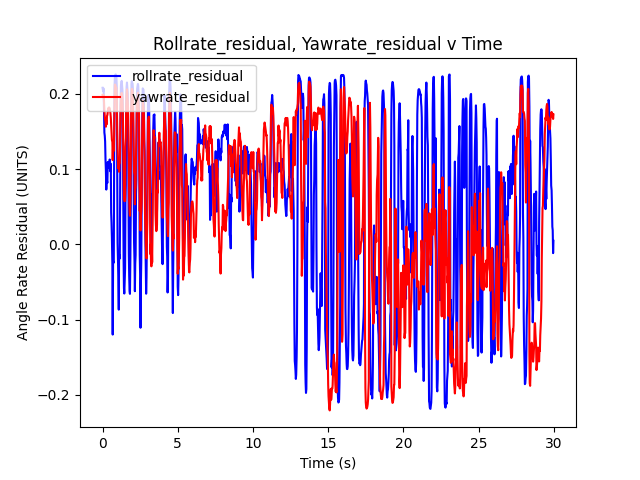 Rollrate_residual, Yawrate_residual v Time
rollrate_residual
yawrate_residual
Angle Rate Residual (UNITS)
0.2
0.1
0.0
−0.1
−0.2
0
5
10
15
20
25
30
Time (s)